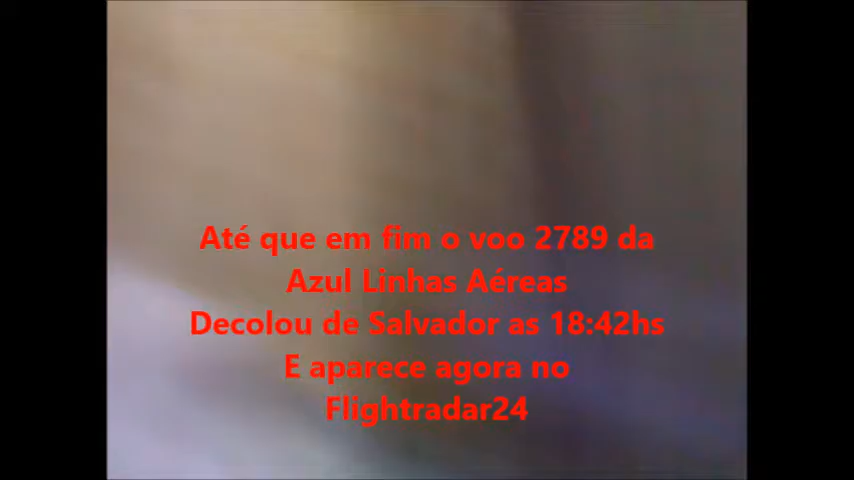 Até que em fim o voo 2789 da
Azul Linhas Aéreas
Decolou de Salvador as 18:42hs
E aparece agora no
Flightradar24